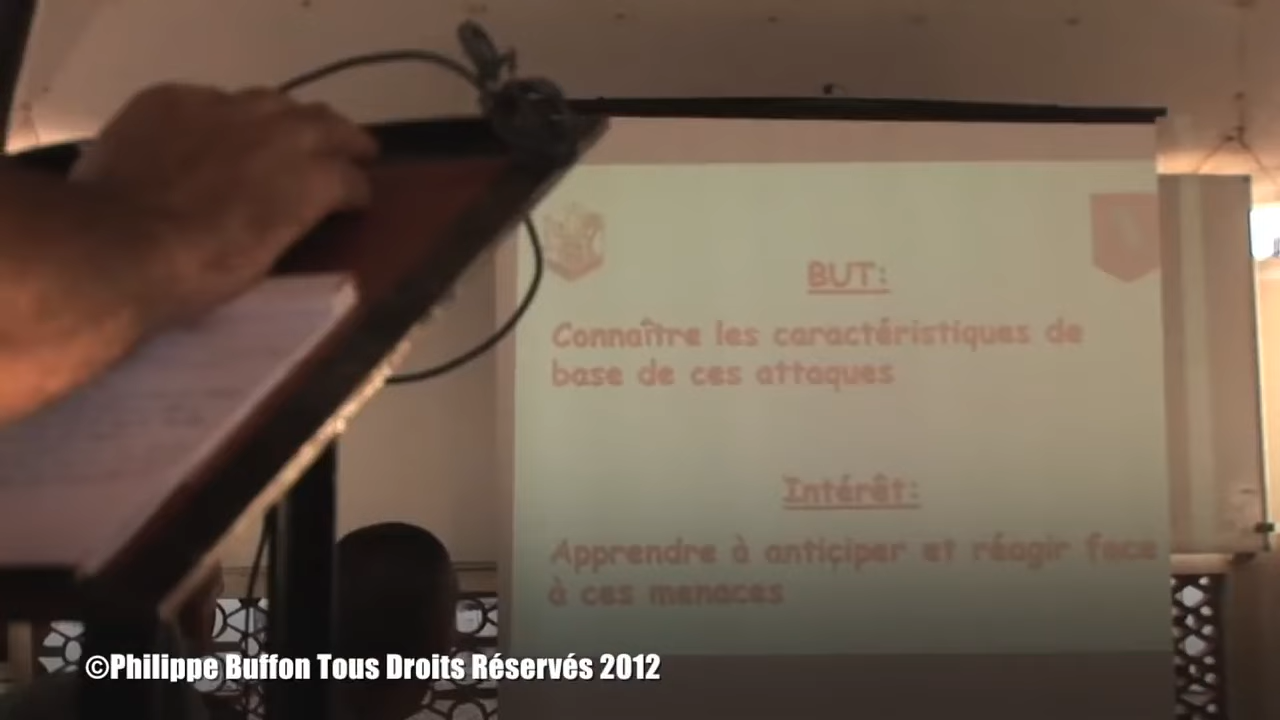 BUT:
Connaître les caractéristiques de
base de ces attaques
Intérêt:
Apprendre à anticiper et réagir face
à ces menaces
©Philippe Buffon Tous Droits Réservés 2012